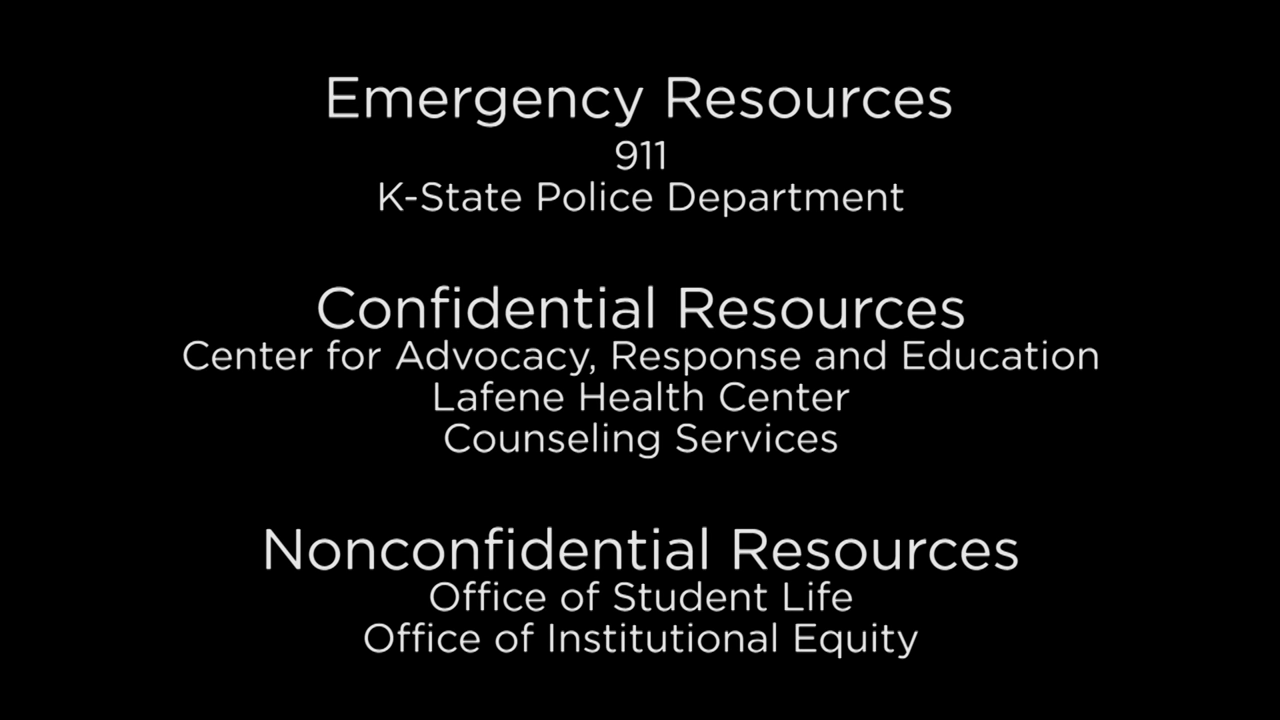 Emergency Resources
911
K-State Police Department
Confidential Resources
Center for Advocacy, Response and Education
Lafene Health Center
Counseling Services
Nonconfidential Resources
Office of Student Life
Office of Institutional Equity